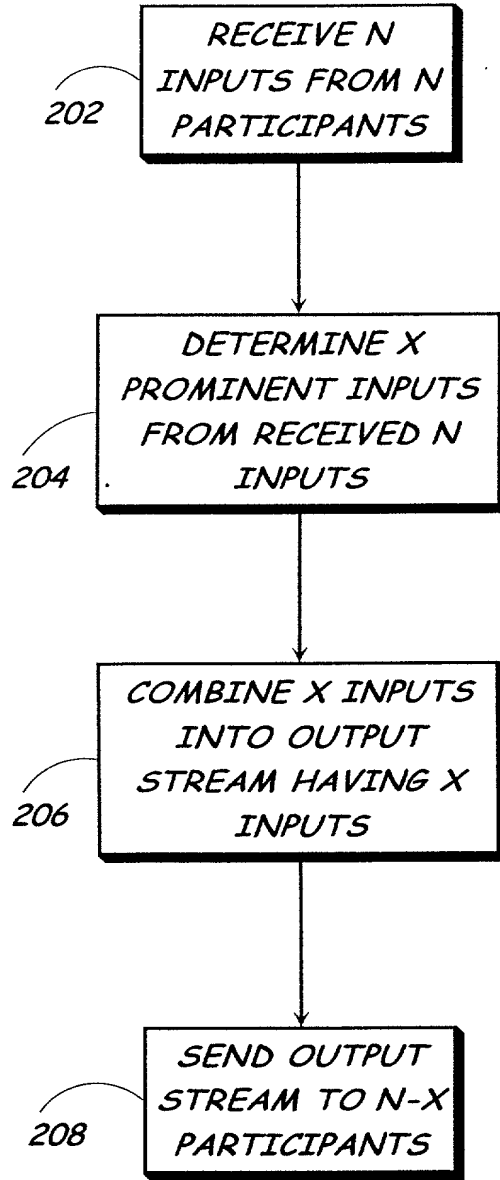 RECEIVE N
INPUTS FROM N
PARTICIPANTS
202
DETERMINE X
PROMINENT INPUTS
FROM RECEIVED N
INPUTS
204
COMBINE X INPUTS
INTO OUTPUT
STREAM HAVING X
INPUTS
206
SEND OUTPUT
STREAM TO N-X
PARTICIPANTS
208